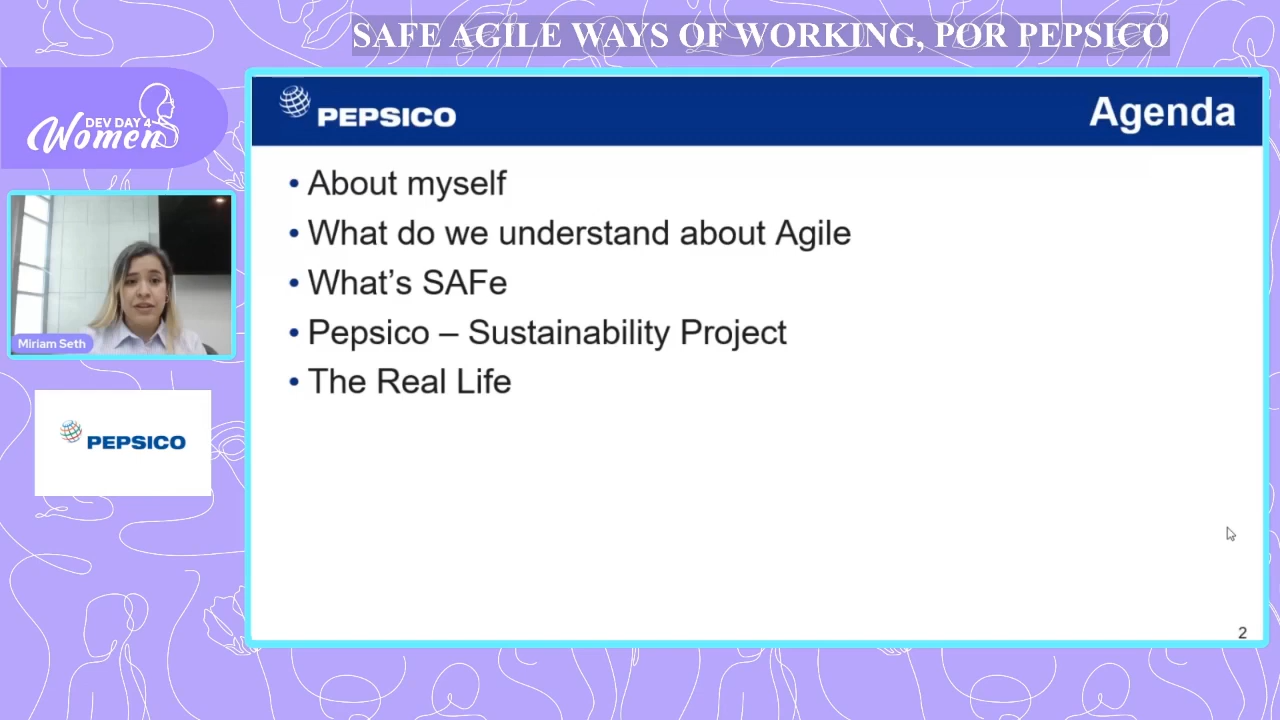 SAFE AGILE WAYS OF WORKING, POR PEPSICO
DEV DAY 4
Women
PEPSICO
Agenda
• About myself
• What do we understand about Agile
• What's SAFe
• Pepsico – Sustainability Project
• The Real Life
Miriam Seth
PEPSICO
2